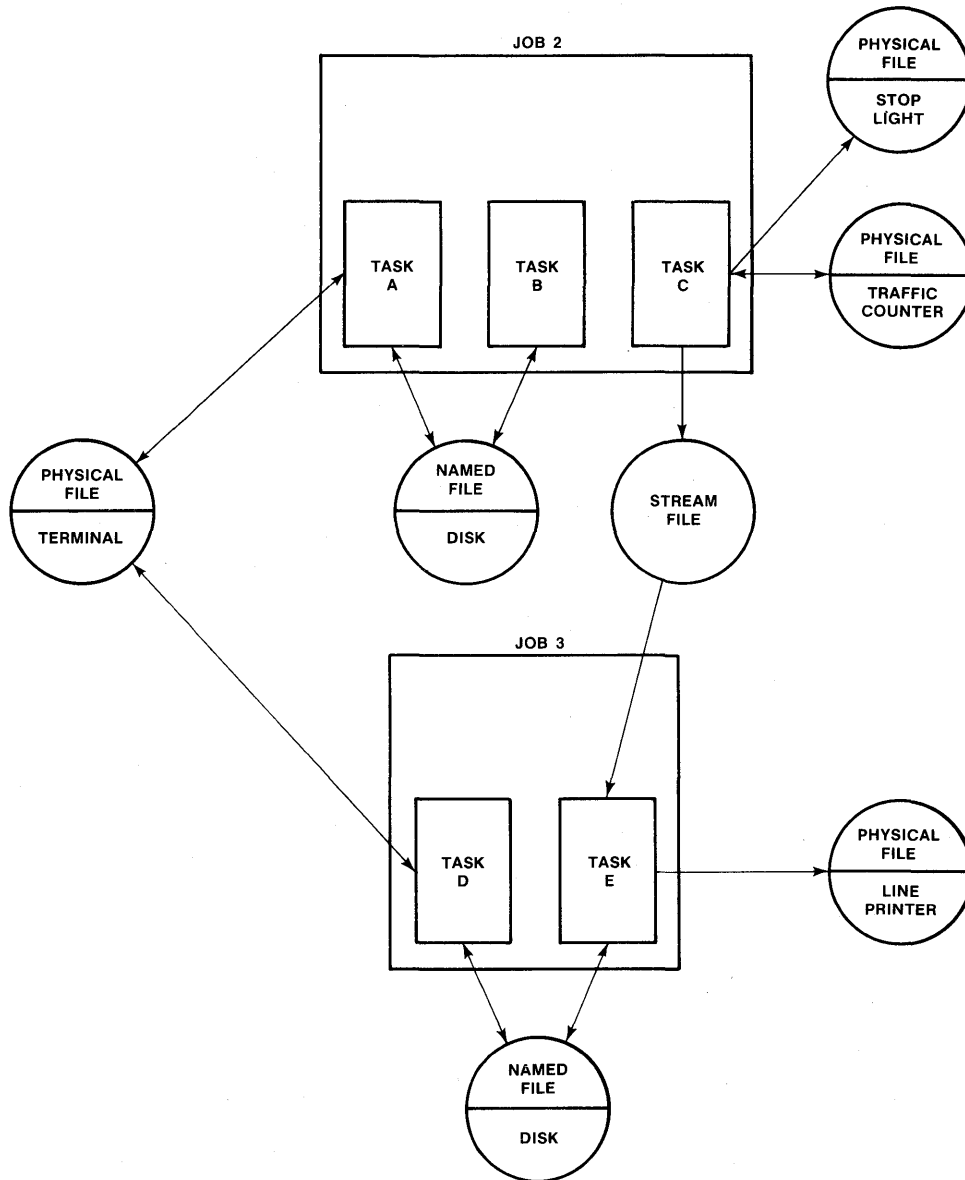 JOB 2
PHYSICAL
FILE
STOP
LIGHT
TASK
A
TASK
B
TASK
C
PHYSICAL
FILE
TRAFFIC
COUNTER
PHYSICAL
FILE
TERMINAL
NAMED
FILE
DISK
STREAM
FILE
JOB 3
TASK
D
TASK
E
PHYSICAL
FILE
LINE
PRINTER
NAMED
FILE
DISK